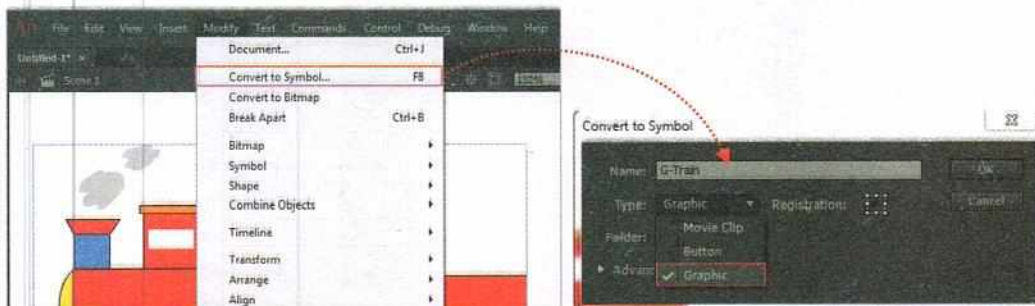 An File Edit View Insert Modify Text Commands Control Debug Window Help
Untitled-1* ×
Scene 1
Document... Ctrl+J
Convert to Symbol... F8
Convert to Bitmap
Break Apart Ctrl+B
Bitmap
Symbol
Shape
Combine Objects
Timeline
Transform
Arrange
Align
Convert to Symbol
Name: G-Train OK
Type: Graphic Registration: Cancel
Movie Clip
Folder:
Button
Advanc
Graphic